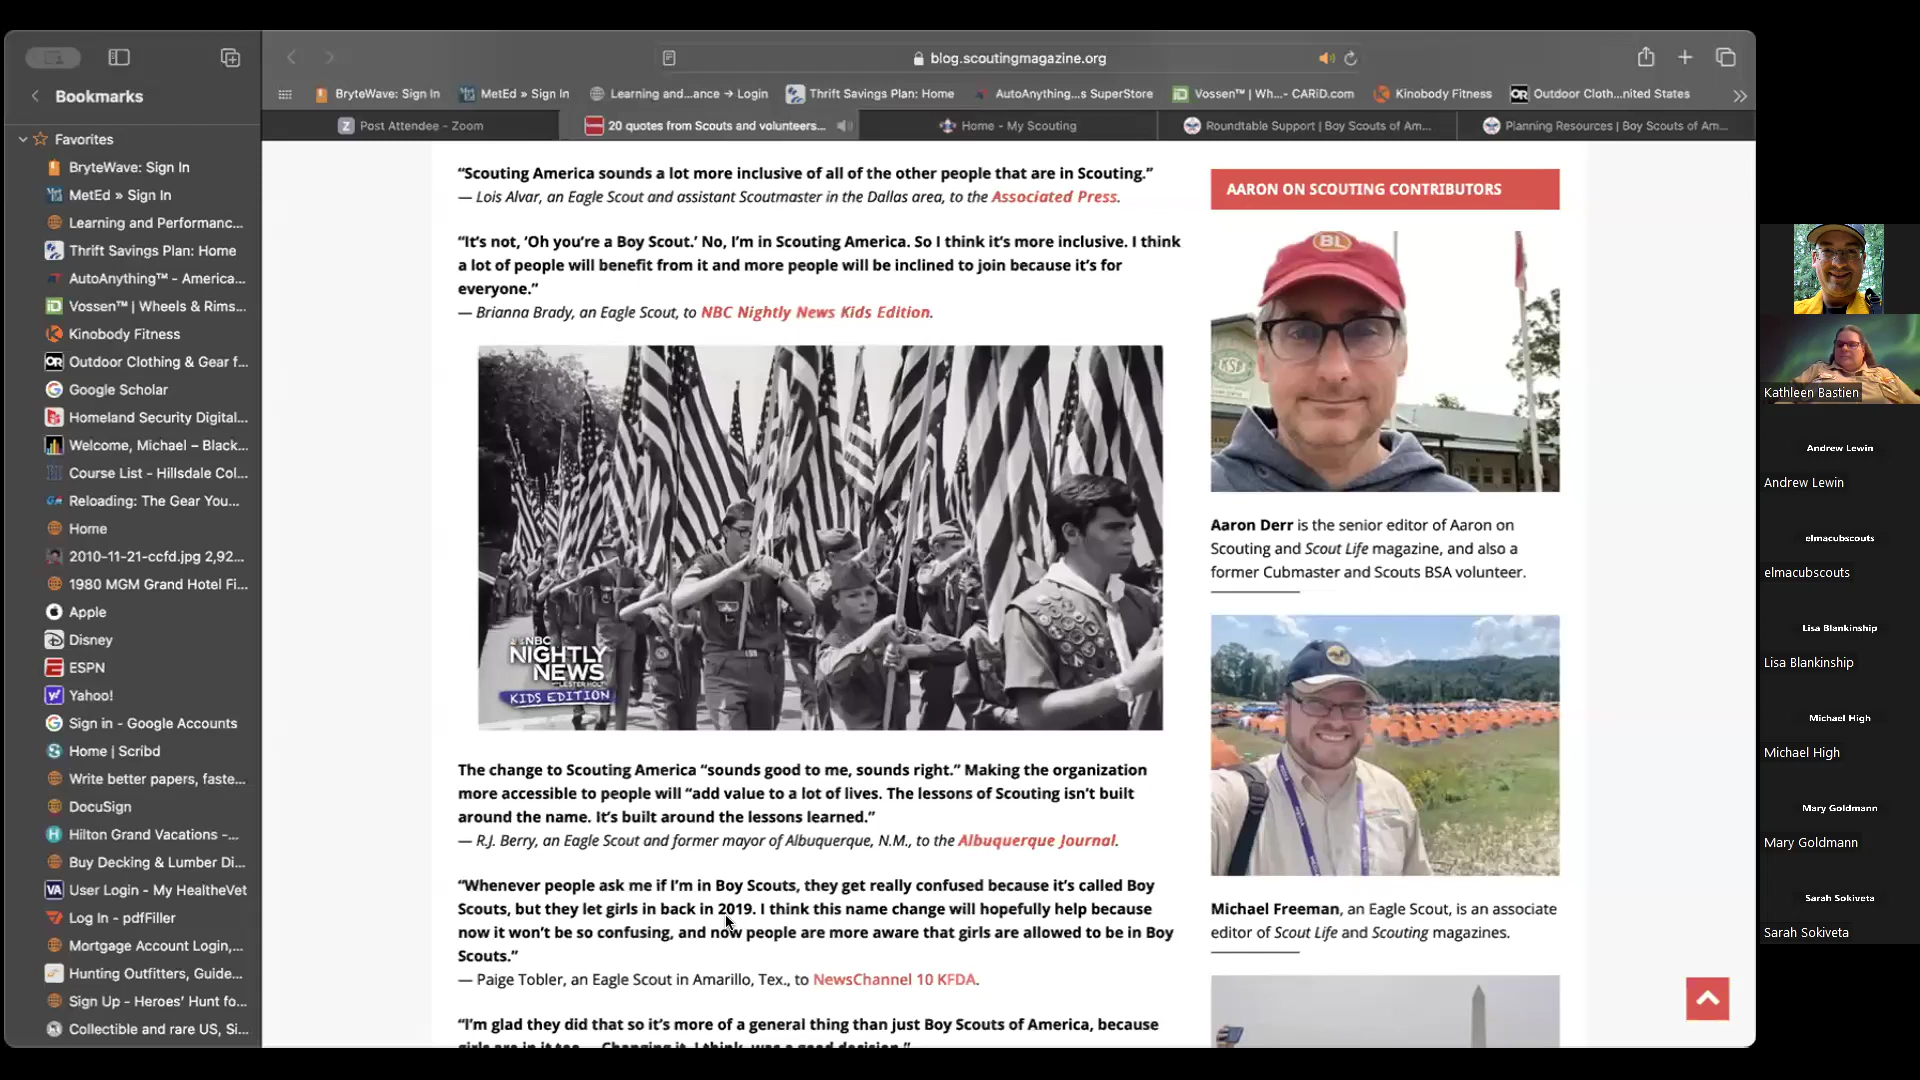 Bookmarks
Favorites
BryteWave: Sign In
MetEd » Sign In
Learning and Performanc...
Thrift Savings Plan: Home
AutoAnything™ - America...
Vossen™ | Wheels & Rims...
Kinobody Fitness
Outdoor Clothing & Gear f...
Google Scholar
Homeland Security Digital...
Welcome, Michael – Black...
Course List - Hillsdale Col...
Reloading: The Gear You...
Home
2010-11-21-ccfd.jpg 2,92...
1980 MGM Grand Hotel Fi...
Apple
Disney
ESPN
Yahoo!
Sign in - Google Accounts
Home | Scribd
Write better papers, faste...
DocuSign
Hilton Grand Vacations -...
Buy Decking & Lumber Di...
User Login - My HealtheVet
Log In - pdfFiller
Mortgage Account Login,...
Hunting Outfitters, Guide...
Sign Up - Heroes' Hunt fo...
Collectible and rare US, Si...
blog.scoutingmagazine.org
BryteWave: Sign In
MetEd » Sign In
Learning and...ance → Login
Thrift Savings Plan: Home
AutoAnything...s SuperStore
Vossen™ | Wh... - CARiD.com
Kinobody Fitness
OR Outdoor Cloth...nited States
Post Attendee - Zoom
20 quotes from Scouts and volunteers...
Home - My Scouting
Roundtable Support | Boy Scouts of Am...
Planning Resources | Boy Scouts of Am...
“Scouting America sounds a lot more inclusive of all of the other people that are in Scouting.”
— Lois Alvar, an Eagle Scout and assistant Scoutmaster in the Dallas area, to the Associated Press.
“It’s not, ‘Oh you’re a Boy Scout.’ No, I’m in Scouting America. So I think it’s more inclusive. I think
a lot of people will benefit from it and more people will be inclined to join because it’s for
everyone.”
— Brianna Brady, an Eagle Scout, to NBC Nightly News Kids Edition.
NBC
NIGHTLY
NEWS
KIDS EDITION
The change to Scouting America “sounds good to me, sounds right.” Making the organization
more accessible to people will “add value to a lot of lives. The lessons of Scouting isn’t built
around the name. It’s built around the lessons learned.”
— R.J. Berry, an Eagle Scout and former mayor of Albuquerque, N.M., to the Albuquerque Journal.
“Whenever people ask me if I’m in Boy Scouts, they get really confused because it’s called Boy
Scouts, but they let girls in back in 2019. I think this name change will hopefully help because
now it won’t be so confusing, and now people are more aware that girls are allowed to be in Boy
Scouts.”
— Paige Tobler, an Eagle Scout in Amarillo, Tex., to NewsChannel 10 KFDA.
“I’m glad they did that so it’s more of a general thing than just Boy Scouts of America, because
AARON ON SCOUTING CONTRIBUTORS
BL
Aaron Derr is the senior editor of Aaron on
Scouting and Scout Life magazine, and also a
former Cubmaster and Scouts BSA volunteer.
Michael Freeman, an Eagle Scout, is an associate
editor of Scout Life and Scouting magazines.
Kathleen Bastien
Andrew Lewin
Andrew Lewin
elmacubscouts
elmacubscouts
Lisa Blankinship
Lisa Blankinship
Michael High
Michael High
Mary Goldmann
Mary Goldmann
Sarah Sokiveta
Sarah Sokiveta